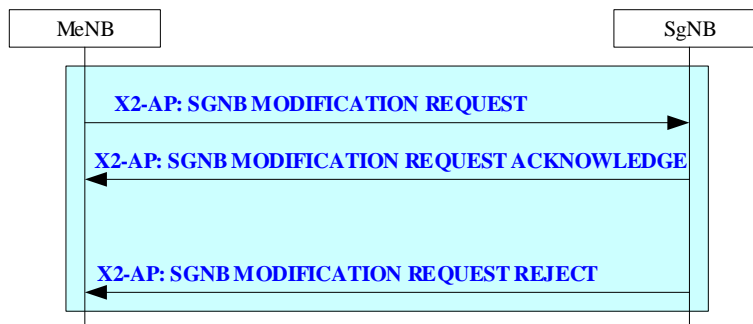 MeNB
SgNB
X2-AP: SGNB MODIFICATION REQUEST
X2-AP: SGNB MODIFICATION REQUEST ACKNOWLEDGE
X2-AP: SGNB MODIFICATION REQUEST REJECT